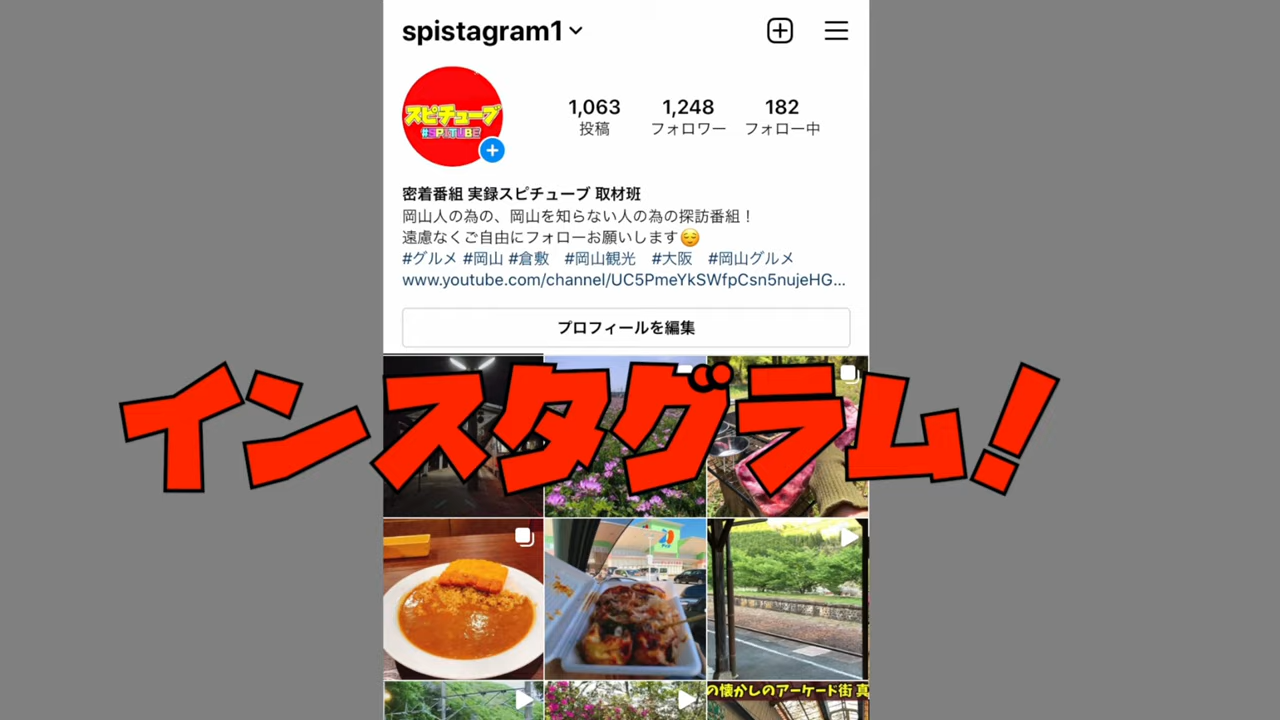 spistagram1
スピチューブ
#SPITUBE
1,063
投稿
1,248
フォロワー
182
フォロー中
密着番組 実録スピチューブ 取材班
岡山人の為の、岡山を知らない人の為の探訪番組！
遠慮なくご自由にフォローお願いします😌
#グルメ #岡山 #倉敷　#岡山観光　#大阪　#岡山グルメ
www.youtube.com/channel/UC5PmeYkSWfpCsn5nujeHG...
プロフィールを編集
インスタグラム！
の懐かしのアーケード街 真